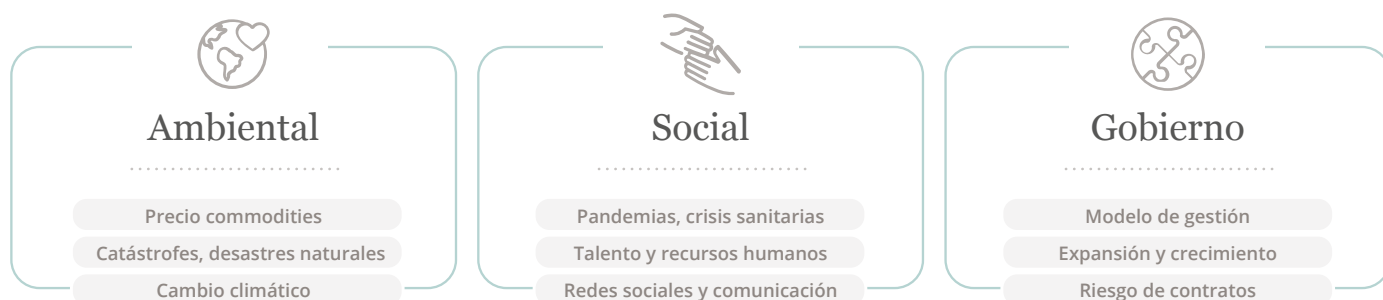 Ambiental
Precio commodities
Catástrofes, desastres naturales
Cambio climático
Social
Pandemias, crisis sanitarias
Talento y recursos humanos
Redes sociales y comunicación
Gobierno
Modelo de gestión
Expansión y crecimiento
Riesgo de contratos